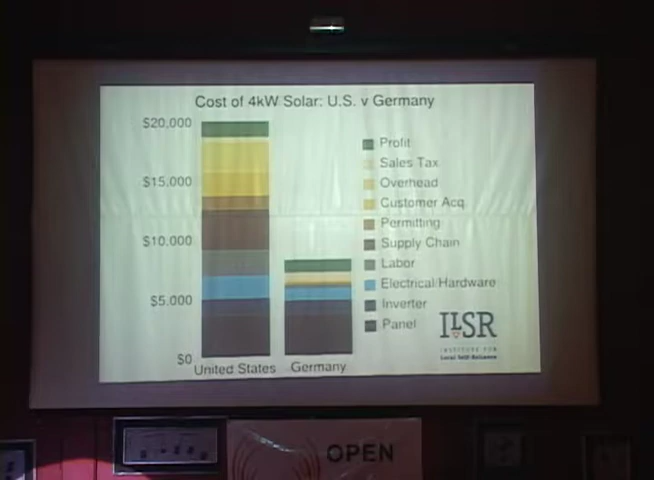 Cost of 4kW Solar: U.S. v Germany
$20,000
$15,000
$10,000
$5,000
$0
United States
Germany
Profit
Sales Tax
Overhead
Customer Acq.
Permitting
Supply Chain
Labor
Electrical/Hardware
Inverter
Panel
ILSR
INSTITUTE FOR
Local Self-Reliance
OPEN